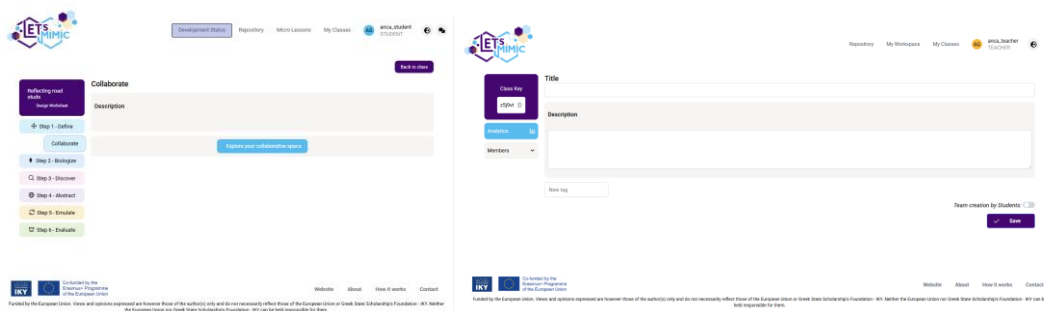 LETS
MIMIC
Development Status Repository Micro-Lessons My Classes AS anca_student
STUDENT
Back to class
Reflecting road
studs
Design Worksheet
Step 1 - Define
Collaborate
Step 2 - Biologize
Step 3 - Discover
Step 4 - Abstract
Step 5 - Emulate
Step 6 - Evaluate
Collaborate
Description
Explore your collaborative space
IKY
Co-funded by the
Erasmus+ Programme
of the European Union
Website About How it works Contact
Funded by the European Union. Views and opinions expressed are however those of the author(s) only and do not necessarily reflect those of the European Union or Greek State Scholarship's Foundation - IKY. Neither
the European Union nor Greek State Scholarship's Foundation - IKY can be held responsible for them.
LETS
MIMIC
Repository My Workspace My Classes anca_teacher
TEACHER
Class Key
Analytics
Members
Title
Description
New tag
Team creation by Students:
Save
IKY
Co-funded by the
Erasmus+ Programme
of the European Union
Website About How it works Contact
Funded by the European Union. Views and opinions expressed are however those of the author(s) only and do not necessarily reflect those of the European Union or Greek State Scholarship's Foundation - IKY. Neither the European Union nor Greek State Scholarship's Foundation - IKY can b
held responsible for them.